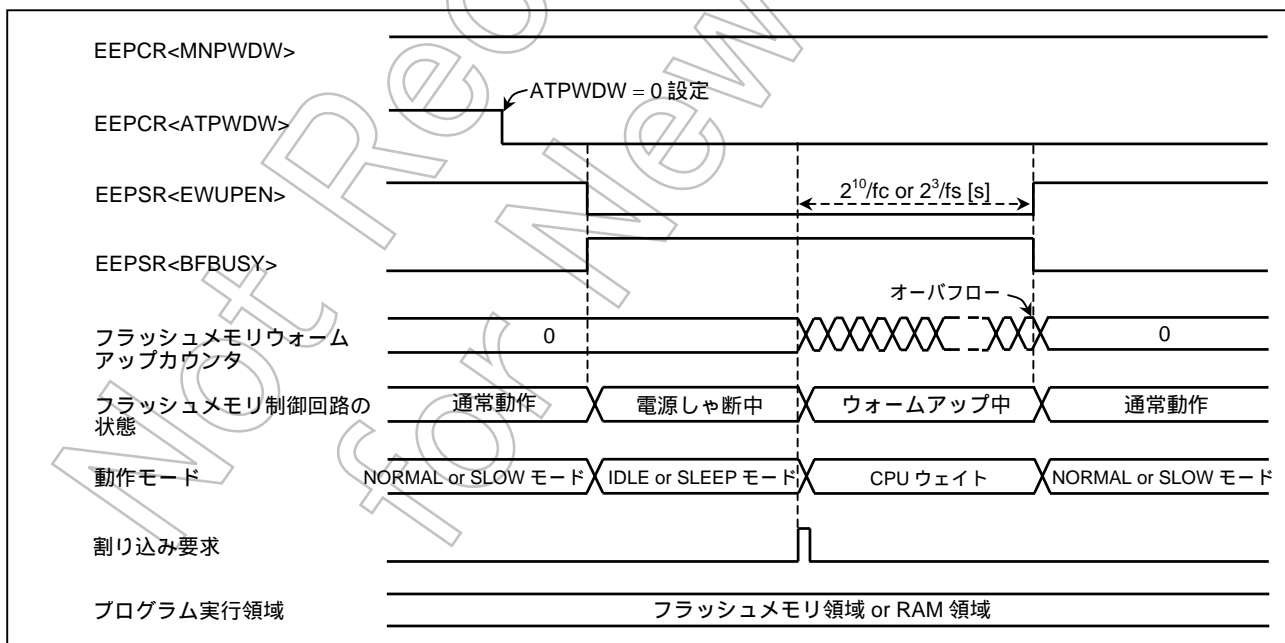 EEPCR<MNPWDW>
ATPWDW = 0 設定
EEPCR<ATPWDW>
EEPSR<EWUPEN>
2^10/fc or 2^3/fs [s]
EEPSR<BFBUSY>
オーバフロー
フラッシュメモリウォーム
アップカウンタ
0
0
フラッシュメモリ制御回路の
状態
通常動作
電源しゃ断中
ウォームアップ中
通常動作
動作モード
NORMAL or SLOW モード
IDLE or SLEEP モード
CPU ウェイト
NORMAL or SLOW モード
割り込み要求
プログラム実行領域
フラッシュメモリ領域 or RAM 領域
Not Rec
for New